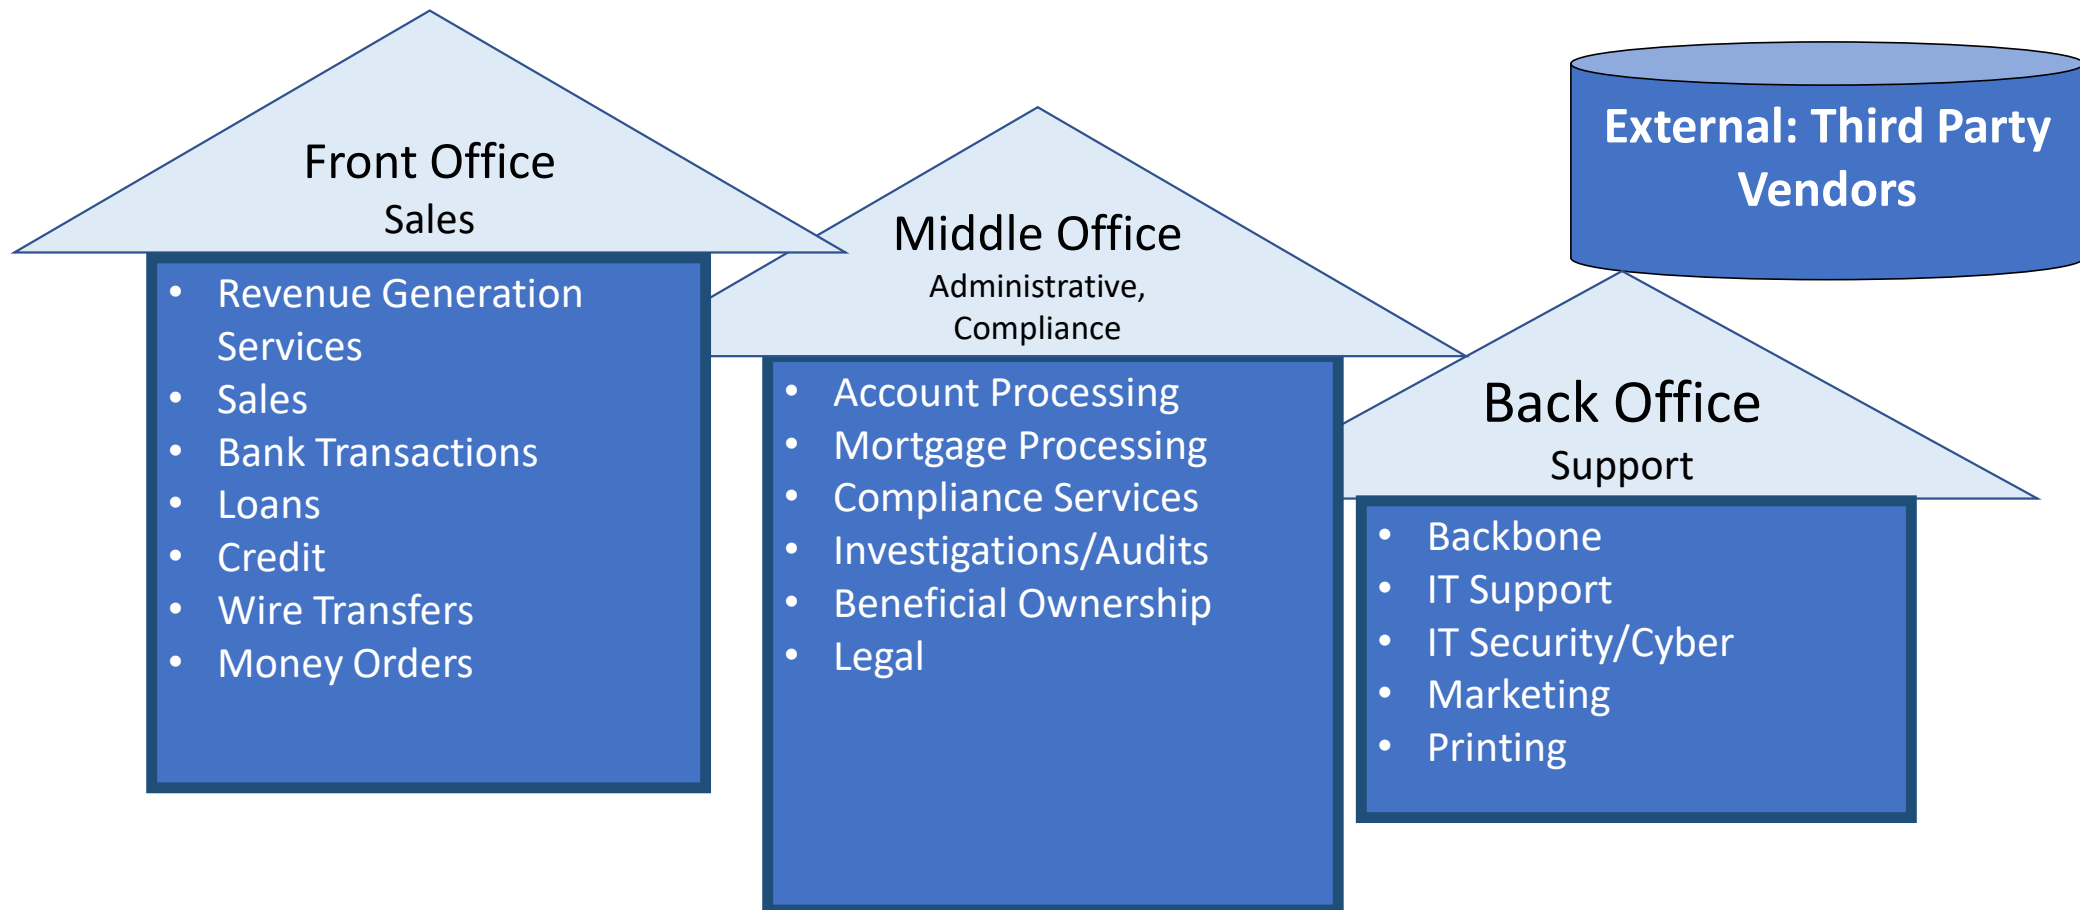 Front Office
Sales
• Revenue Generation
Services
• Sales
• Bank Transactions
• Loans
• Credit
• Wire Transfers
• Money Orders
Middle Office
Administrative,
Compliance
• Account Processing
• Mortgage Processing
• Compliance Services
• Investigations/Audits
• Beneficial Ownership
• Legal
External: Third Party
Vendors
Back Office
Support
• Backbone
• IT Support
• IT Security/Cyber
• Marketing
• Printing